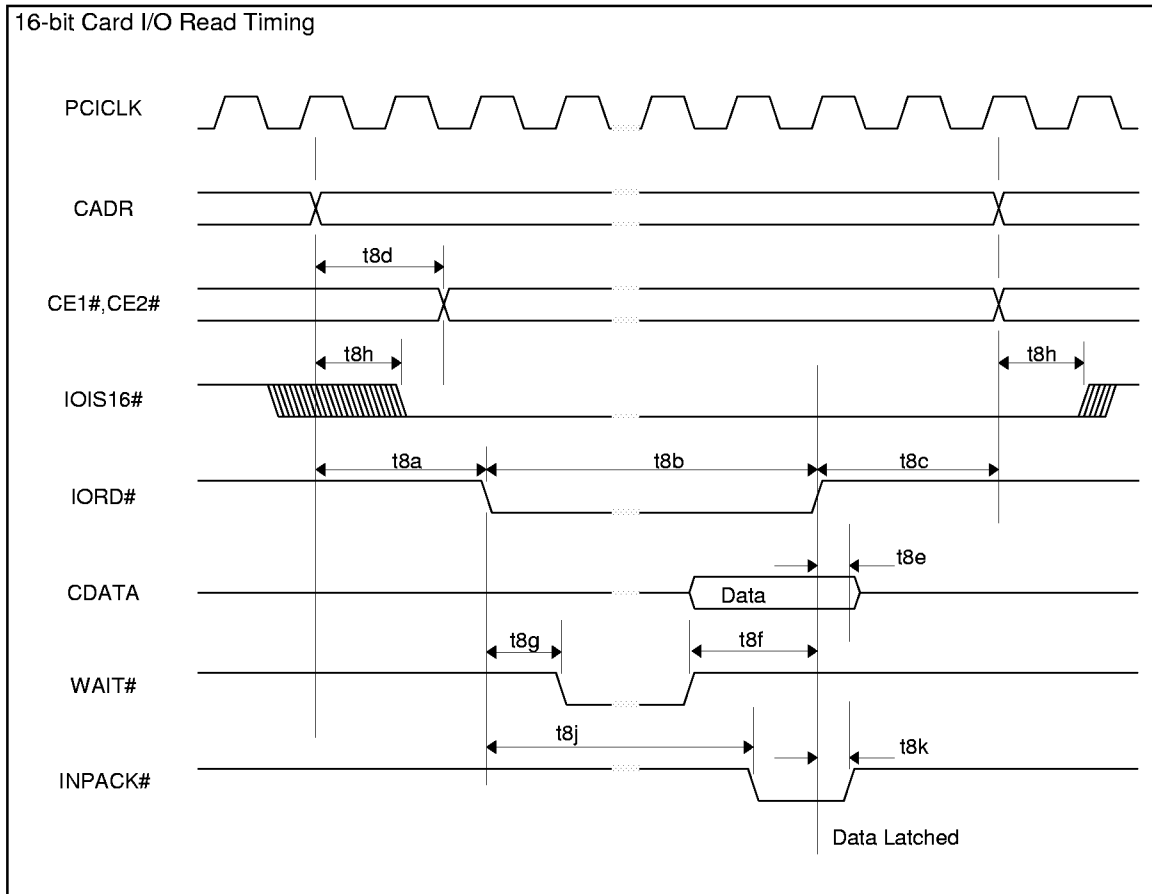 16-bit Card I/O Read Timing
PCICLK
CADR
t8d
CE1#,CE2#
t8h
t8h
IOIS16#
t8a
t8b
t8c
IORD#
t8e
CDATA
Data
t8g
t8f
WAIT#
t8j
t8k
INPACK#
Data Latched